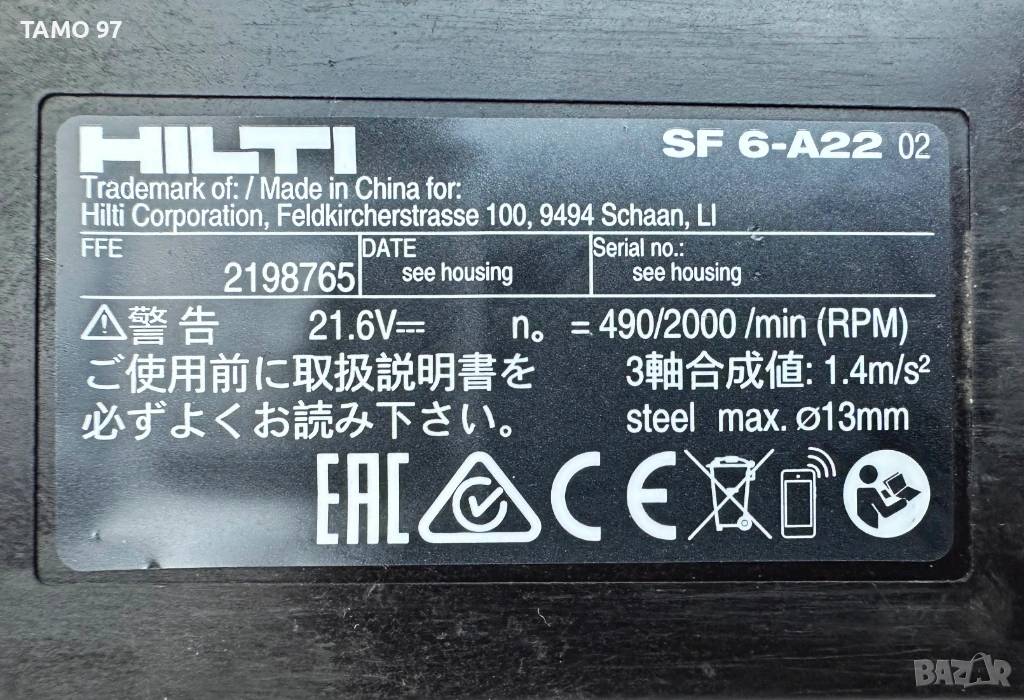 TAMO 97
HILTI
SF 6-A22 02
Trademark of: / Made in China for:
Hilti Corporation, Feldkircherstrasse 100, 9494 Schaan, LI
FFE
2198765
DATE
see housing
Serial no.:
see housing
⚠警告 21.6V⎓ n₀ = 490/2000 /min (RPM)
ご使用前に取扱説明書を 3軸合成値: 1.4m/s²
必ずよくお読み下さい。 steel max. ⌀13mm
EAC CE
BAZAR